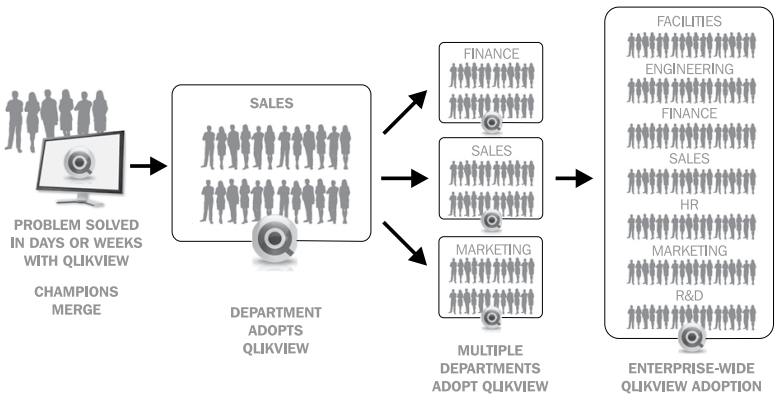 PROBLEM SOLVED
IN DAYS OR WEEKS
WITH QLIKVIEW
CHAMPIONS
MERGE
SALES
DEPARTMENT
ADOPTS
QLIKVIEW
FINANCE
SALES
MARKETING
MULTIPLE
DEPARTMENTS
ADOPT QLIKVIEW
FACILITIES
ENGINEERING
FINANCE
SALES
HR
MARKETING
R&D
ENTERPRISE-WIDE
QLIKVIEW ADOPTION